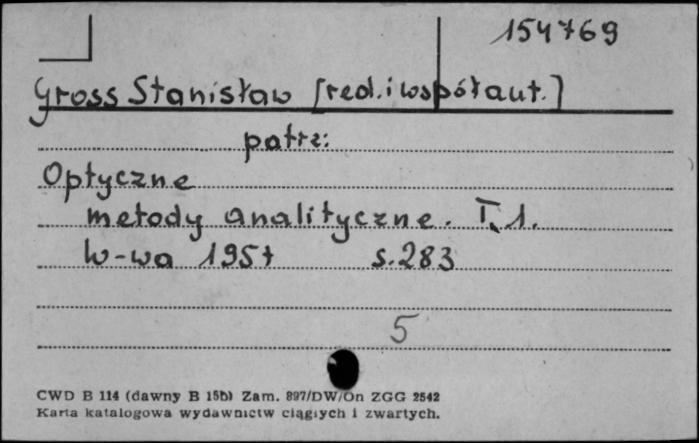 154769
Gross Stanisław [red. i współaut.]
patrz:
Optyczne
metody analityczne. T. 1.
W-wa 1957 s. 283
5
CWD B 114 (dawny B 15b) Zam. 897/DW/On ZGG 2542
Karta katalogowa wydawnictw ciągłych i zwartych.